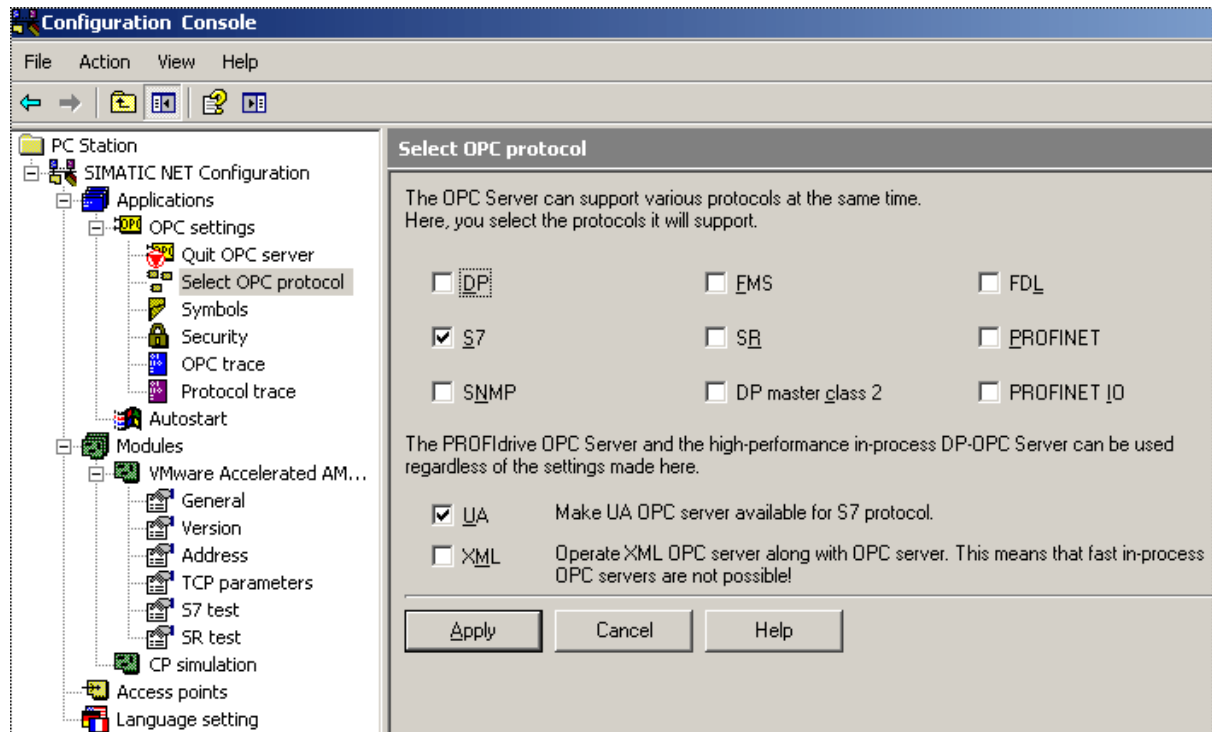 Configuration Console
File Action View Help
PC Station
SIMATIC NET Configuration
Applications
OPC settings
Quit OPC server
Select OPC protocol
Symbols
Security
OPC trace
Protocol trace
Autostart
Modules
VMware Accelerated AM...
General
Version
Address
TCP parameters
S7 test
SR test
CP simulation
Access points
Language setting
Select OPC protocol
The OPC Server can support various protocols at the same time.
Here, you select the protocols it will support.
DP FMS FDL
S7 SR PROFINET
SNMP DP master class 2 PROFINET IO
The PROFIdrive OPC Server and the high-performance in-process DP-OPC Server can be used
regardless of the settings made here.
UA Make UA OPC server available for S7 protocol.
XML Operate XML OPC server along with OPC server. This means that fast in-process
OPC servers are not possible!
Apply Cancel Help